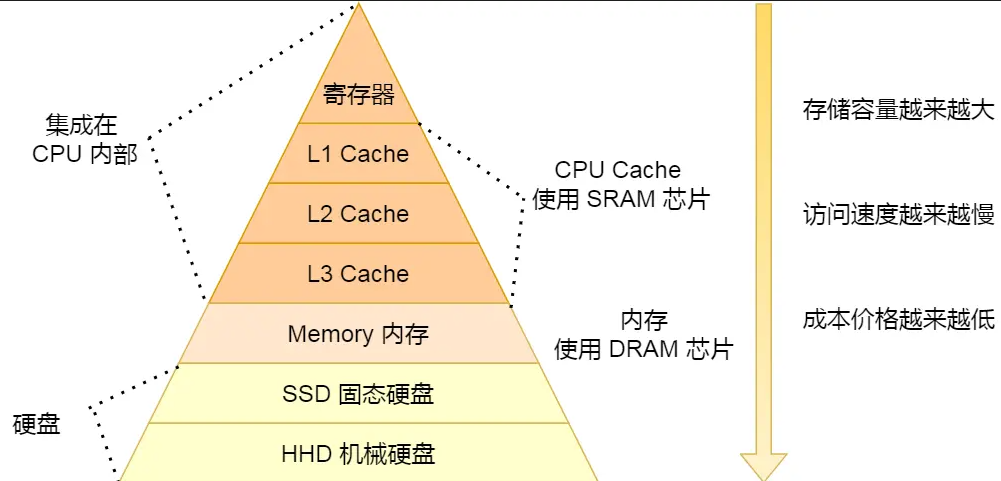 寄存器
集成在
CPU 内部
L1 Cache
L2 Cache
L3 Cache
CPU Cache
使用 SRAM 芯片
Memory 内存
内存
使用 DRAM 芯片
SSD 固态硬盘
HHD 机械硬盘
硬盘
存储容量越来越大
访问速度越来越慢
成本价格越来越低